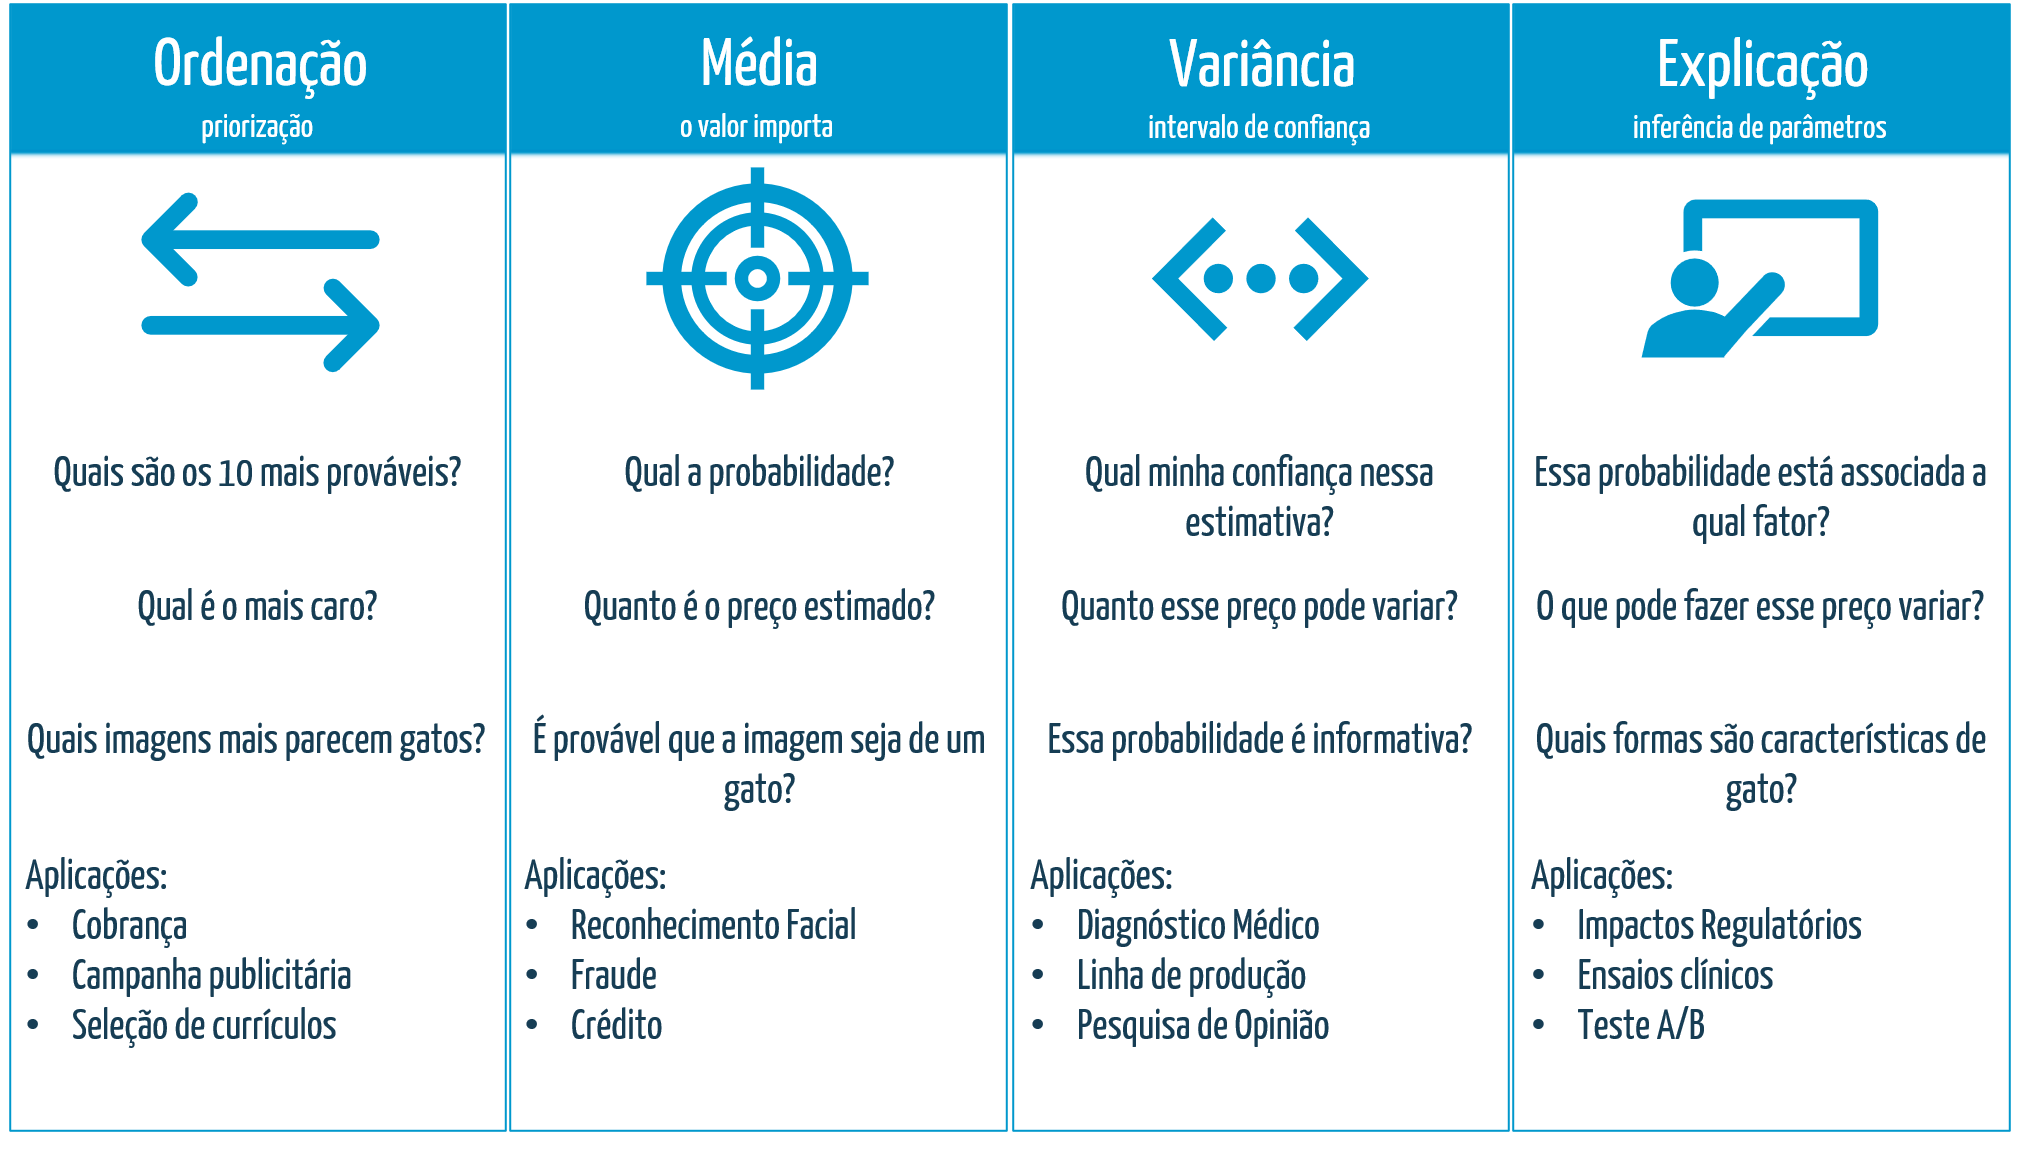 Ordenação
priorização
Quais são os 10 mais prováveis?
Qual é o mais caro?
Quais imagens mais parecem gatos?
Aplicações:
• Cobrança
• Campanha publicitária
• Seleção de currículos
Média
o valor importa
Qual a probabilidade?
Quanto é o preço estimado?
É provável que a imagem seja de um
gato?
Aplicações:
• Reconhecimento Facial
• Fraude
• Crédito
Variância
intervalo de confiança
Qual minha confiança nessa
estimativa?
Quanto esse preço pode variar?
Essa probabilidade é informativa?
Aplicações:
• Diagnóstico Médico
• Linha de produção
• Pesquisa de Opinião
Explicação
inferência de parâmetros
Essa probabilidade está associada a
qual fator?
O que pode fazer esse preço variar?
Quais formas são características de
gato?
Aplicações:
• Impactos Regulatórios
• Ensaios clínicos
• Teste A/B